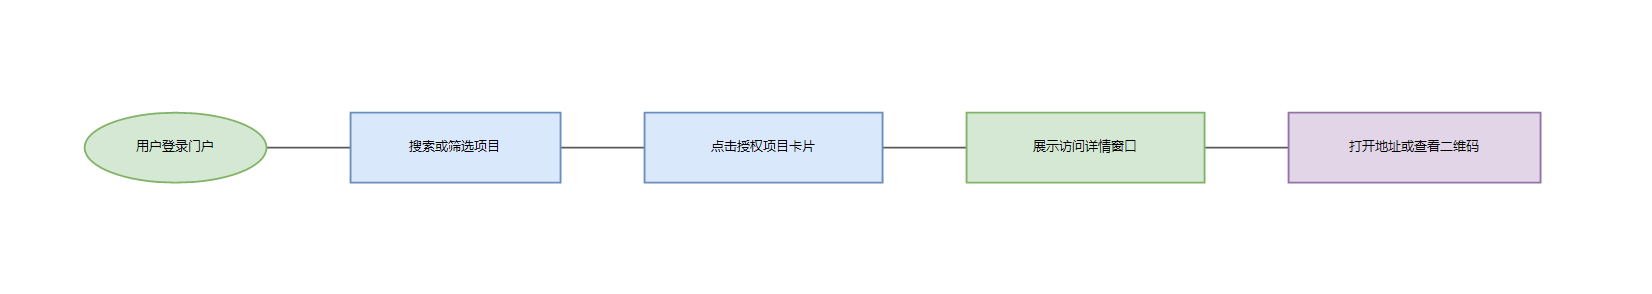 用户登录门户
搜索或筛选项目
点击授权项目卡片
展示访问详情窗口
打开地址或查看二维码